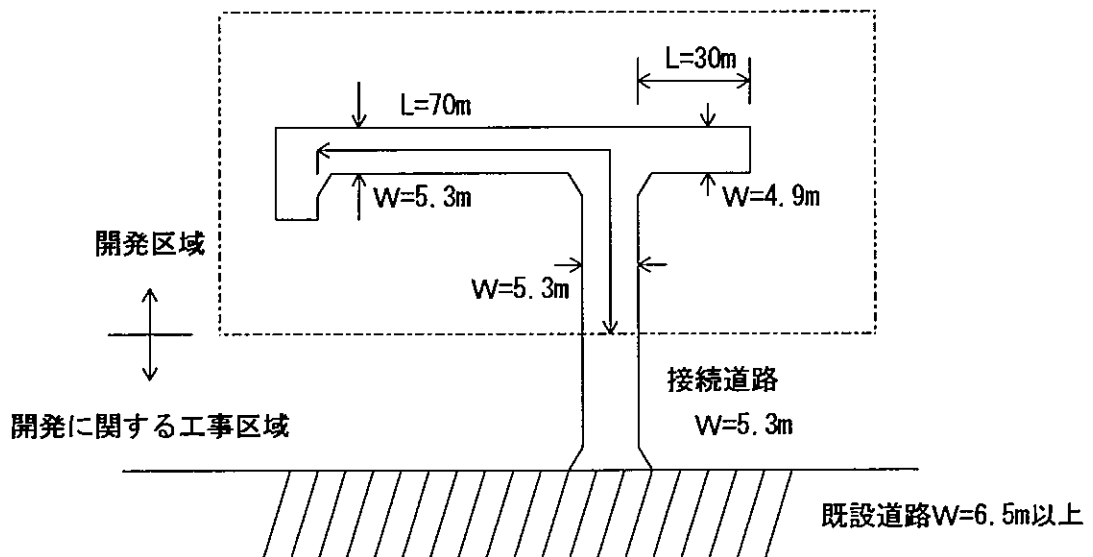 L=30m
L=70m
W=5.3m
W=4.9m
開発区域
W=5.3m
接続道路
開発に関する工事区域
W=5.3m
既設道路W=6.5m以上